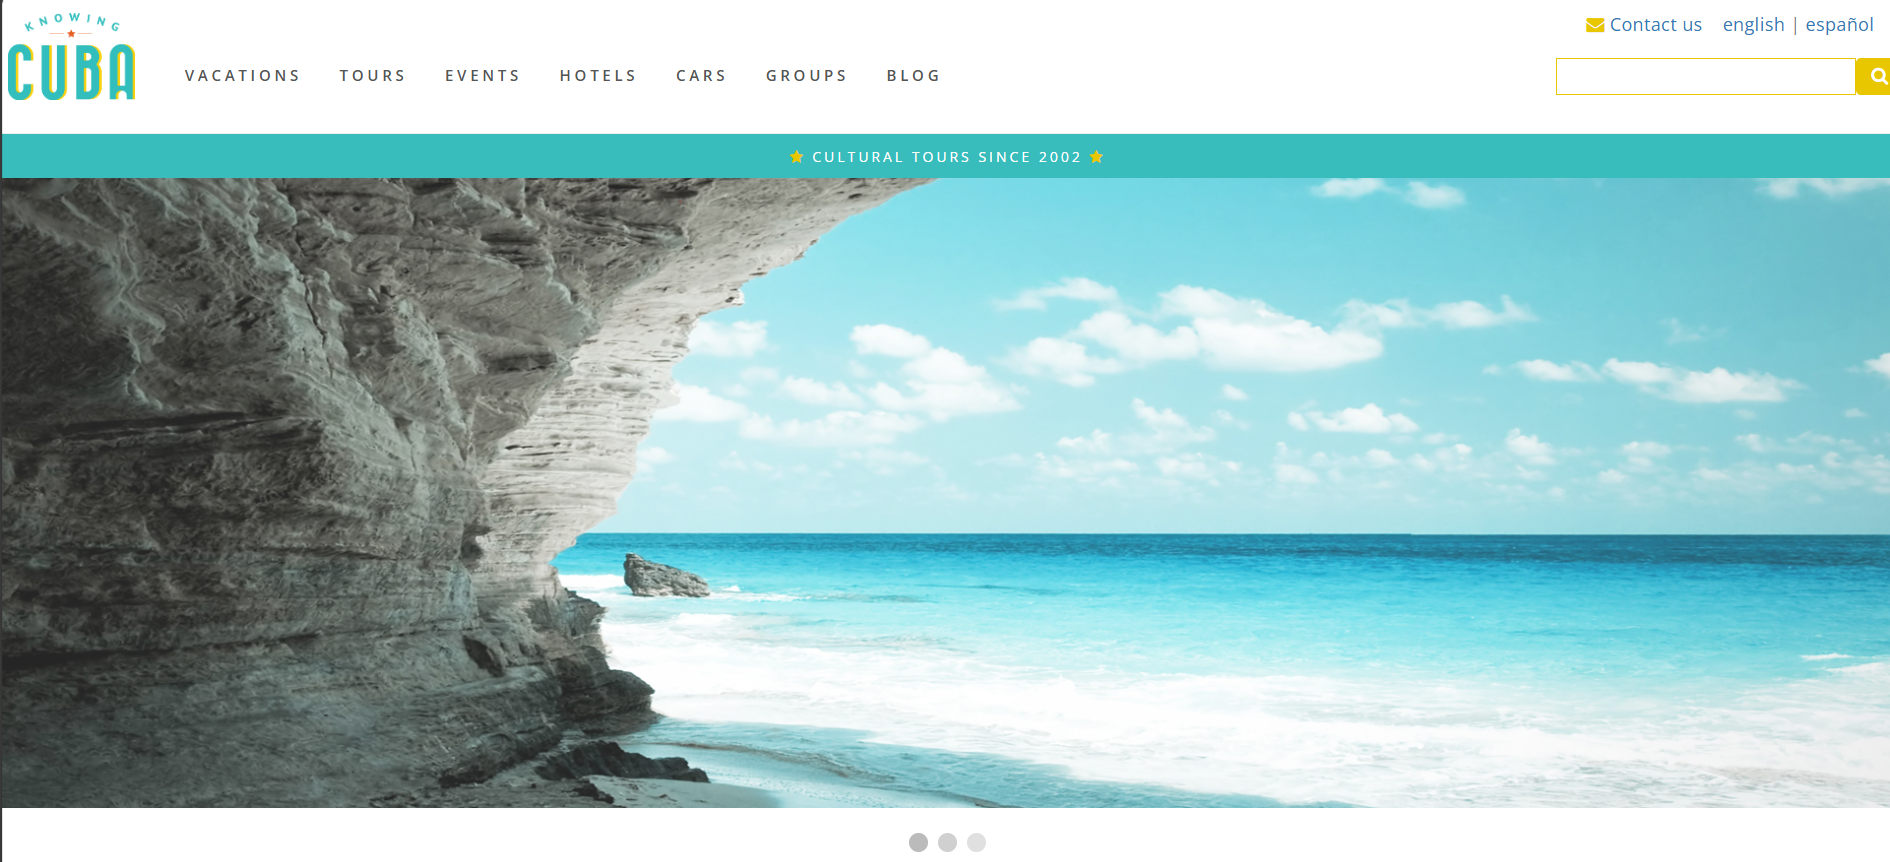 KNOWING
CUBA
Contact us english | español
VACATIONS TOURS EVENTS HOTELS CARS GROUPS BLOG
CULTURAL TOURS SINCE 2002